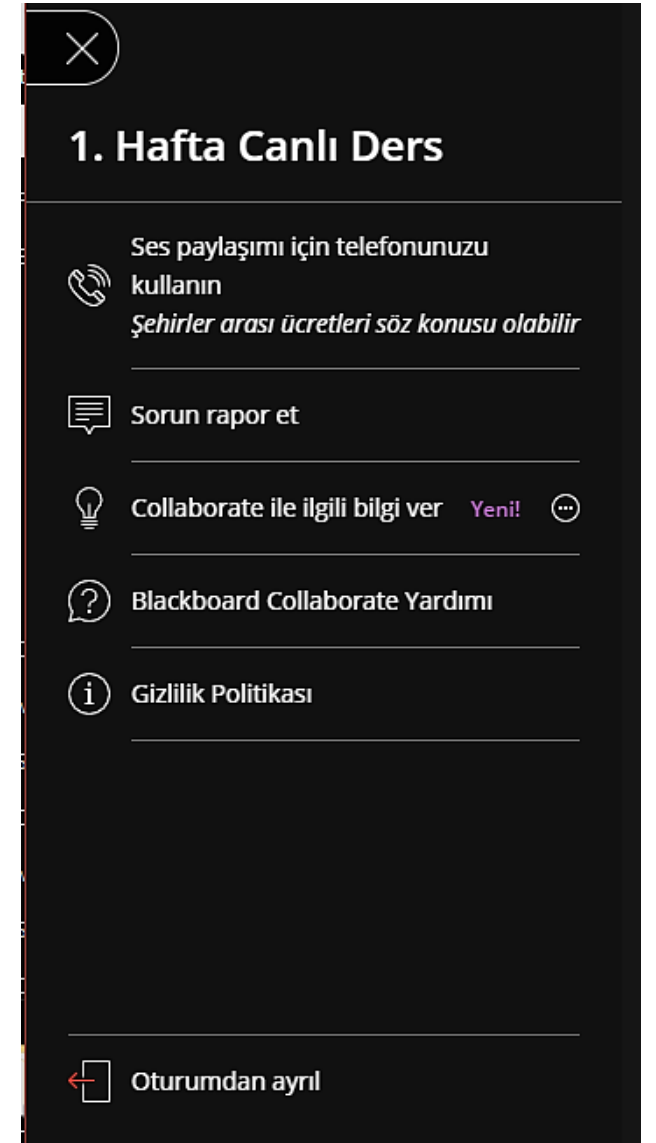 1. Hafta Canlı Ders
Ses paylaşımı için telefonunuzu
kullanın
Şehirler arası ücretleri söz konusu olabilir
Sorun rapor et
Collaborate ile ilgili bilgi ver Yeni!
Blackboard Collaborate Yardımı
Gizlilik Politikası
Oturumdan ayrıl